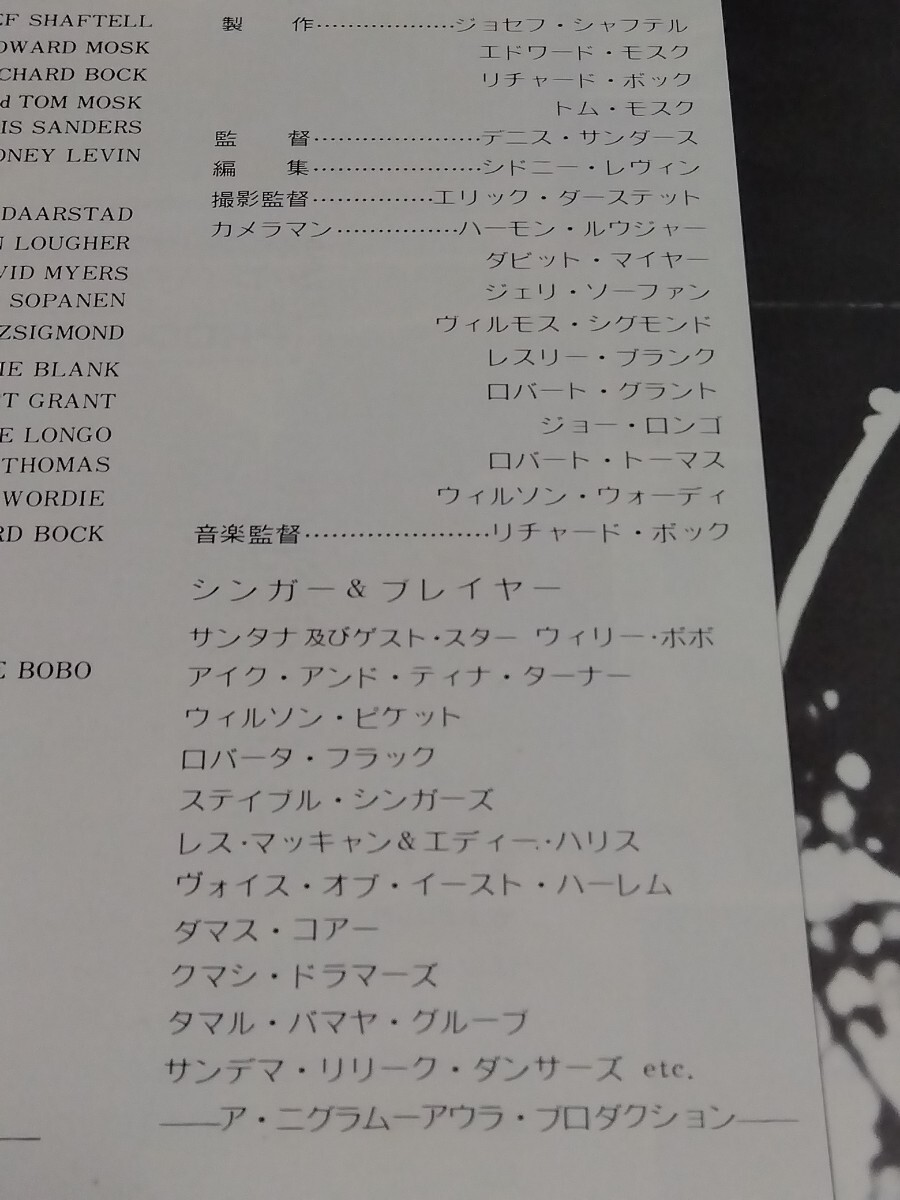 EF SHAFTELL
DWARD MOSK
CHARD BOCK
d TOM MOSK
IS SANDERS
ONEY LEVIN
DAARSTAD
N LOUGHER
VID MYERS
SOPANEN
ZSIGMOND
IE BLANK
T GRANT
E LONGO
THOMAS
WORDIE
RD BOCK
E BOBO
製 作………………ジョセフ・シャフテル
エドワード・モスク
リチャード・ボック
トム・モスク
監 督…………………デニス・サンダース
編 集…………………シドニー・レヴィン
撮影監督……………エリック・ダーステット
カメラマン……………ハーモン・ルウジャー
ダビット・マイヤー
ジェリ・ソーファン
ヴィルモス・シグモンド
レスリー・ブランク
ロバート・グラント
ジョー・ロンゴ
ロバート・トーマス
ウィルソン・ウォーディ
音楽監督…………………リチャード・ボック
シンガー&プレイヤー
サンタナ及びゲスト・スター ウィリー・ボボ
アイク・アンド・ティナ・ターナー
ウィルソン・ピケット
ロバータ・フラック
ステイブル・シンガーズ
レス・マッキャン&エディー・ハリス
ヴォイス・オブ・イースト・ハーレム
ダマス・コアー
クマシ・ドラマーズ
タマル・バマヤ・グループ
サンデマ・リリーク・ダンサーズ etc.
――ア・ニグラムーアウラ・プロダクション――